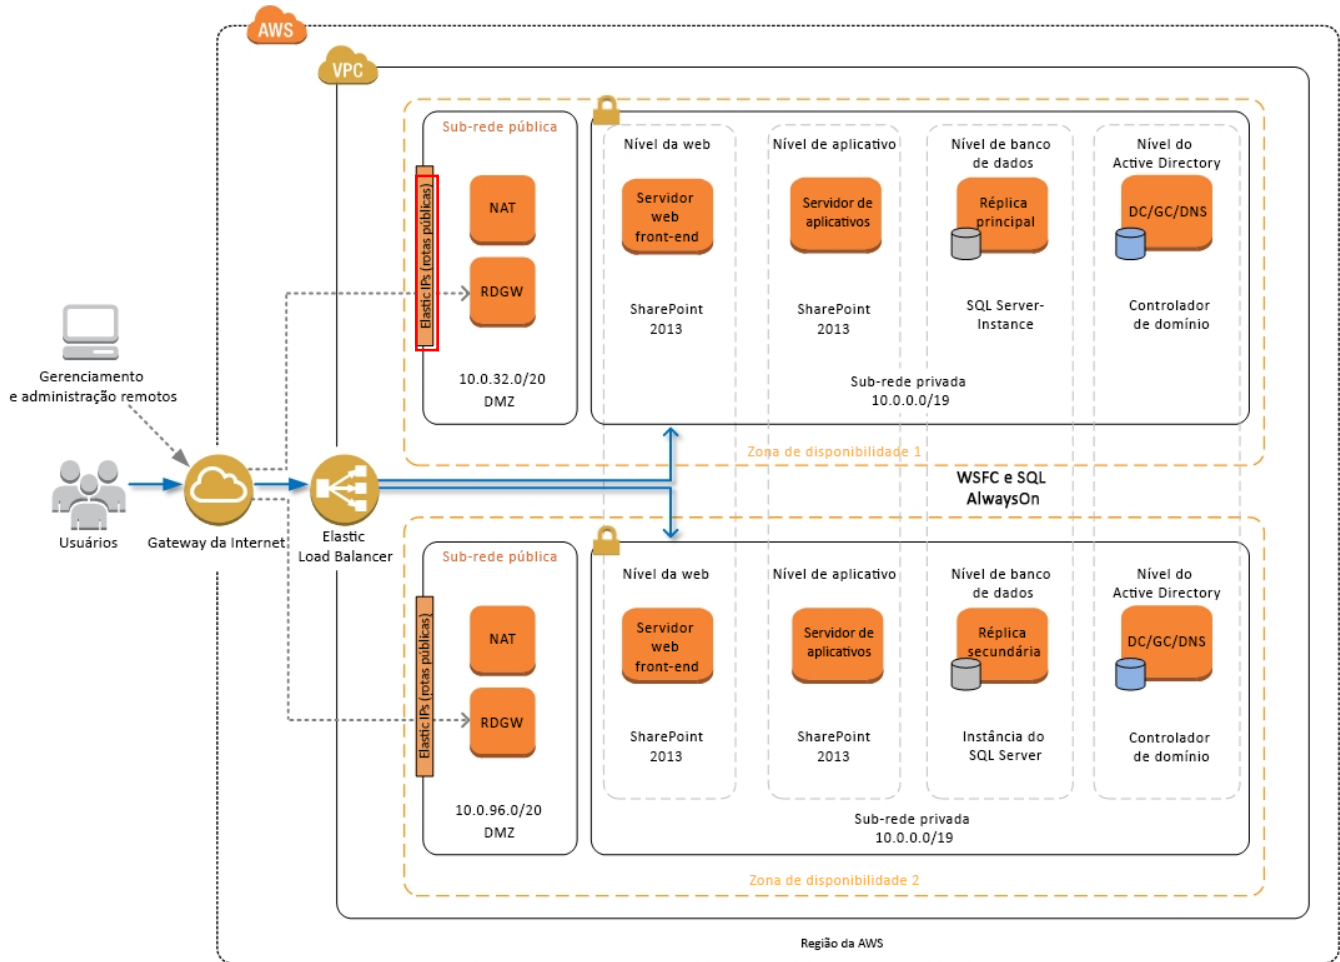 AWS
VPC
Sub-rede pública
Elastic IPs (rotas públicas)
NAT
RDGW
10.0.32.0/20
DMZ
Nível da web
Servidor
web
front-end
SharePoint
2013
Nível de aplicativo
Servidor de
aplicativos
SharePoint
2013
Nível de banco
de dados
Réplica
principal
SQL Server-
Instance
Nível do
Active Directory
DC/GC/DNS
Controlador
de domínio
Sub-rede privada
10.0.0.0/19
Zona de disponibilidade 1
Gerenciamento
e administração remotos
Usuários
Gateway da Internet
Elastic
Load Balancer
WSFC e SQL
AlwaysOn
Sub-rede pública
Elastic IPs (rotas públicas)
NAT
RDGW
10.0.96.0/20
DMZ
Nível da web
Servidor
web
front-end
SharePoint
2013
Nível de aplicativo
Servidor de
aplicativos
SharePoint
2013
Nível de banco
de dados
Réplica
secundária
Instância do
SQL Server
Nível do
Active Directory
DC/GC/DNS
Controlador
de domínio
Sub-rede privada
10.0.0.0/19
Zona de disponibilidade 2
Região da AWS